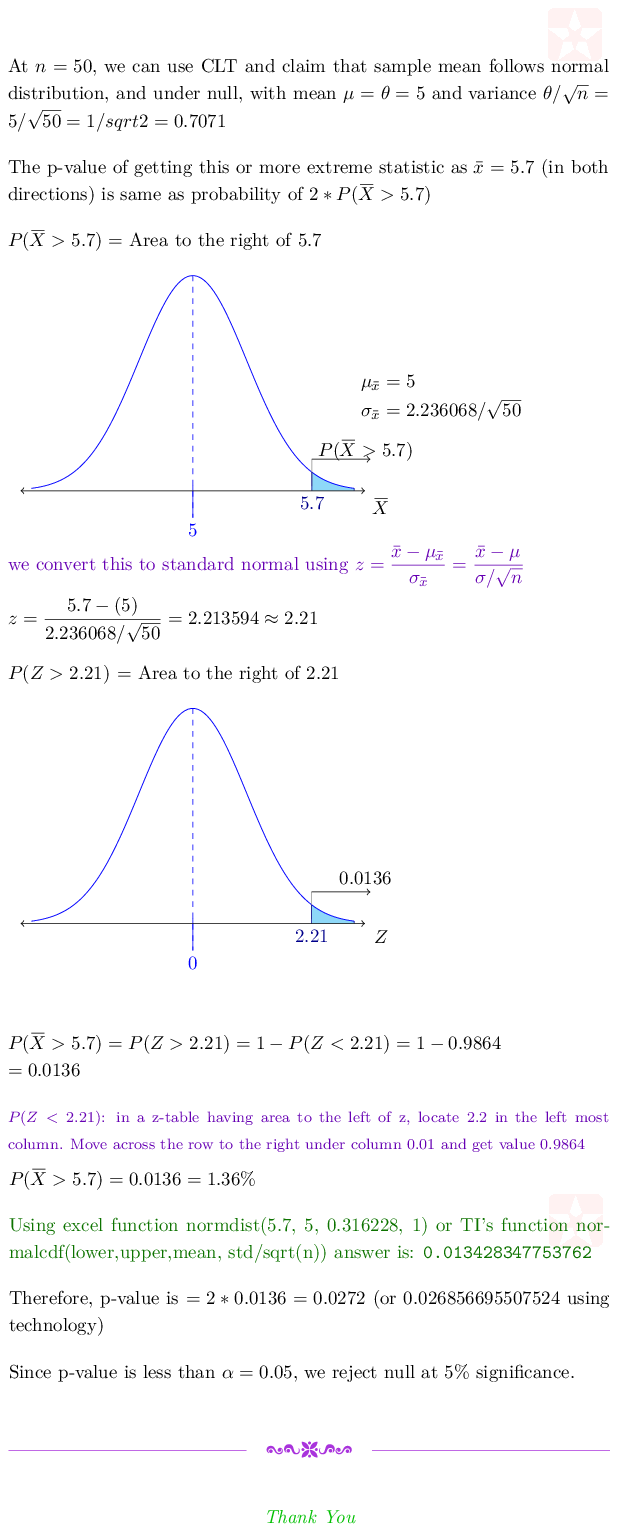 At n = 50, we can use CLT and claim that sample mean follows normal
distribution, and under null, with mean μ = θ = 5 and variance θ/√n =
5/√50 = 1/sqrt2 = 0.7071
The p-value of getting this or more extreme statistic as x̄ = 5.7 (in both
directions) is same as probability of 2 ∗ P(X̅ > 5.7)
P(X̅ > 5.7) = Area to the right of 5.7
μx̄ = 5
σx̄ = 2.236068/√50
P(X̅ > 5.7)
5.7
X̅
5
we convert this to standard normal using z = (x̄ − μx̄)/σx̄ = (x̄ − μ)/(σ/√n)
z = (5.7 − (5))/(2.236068/√50) = 2.213594 ≈ 2.21
P(Z > 2.21) = Area to the right of 2.21
0.0136
2.21
Z
0
P(X̅ > 5.7) = P(Z > 2.21) = 1 − P(Z < 2.21) = 1 − 0.9864
= 0.0136
P(Z < 2.21): in a z-table having area to the left of z, locate 2.2 in the left most
column. Move across the row to the right under column 0.01 and get value 0.9864
P(X̅ > 5.7) = 0.0136 = 1.36%
Using excel function normdist(5.7, 5, 0.316228, 1) or TI's function nor-
malcdf(lower,upper,mean, std/sqrt(n)) answer is: 0.013428347753762
Therefore, p-value is = 2 ∗ 0.0136 = 0.0272 (or 0.026856695507524 using
technology)
Since p-value is less than α = 0.05, we reject null at 5% significance.
Thank You